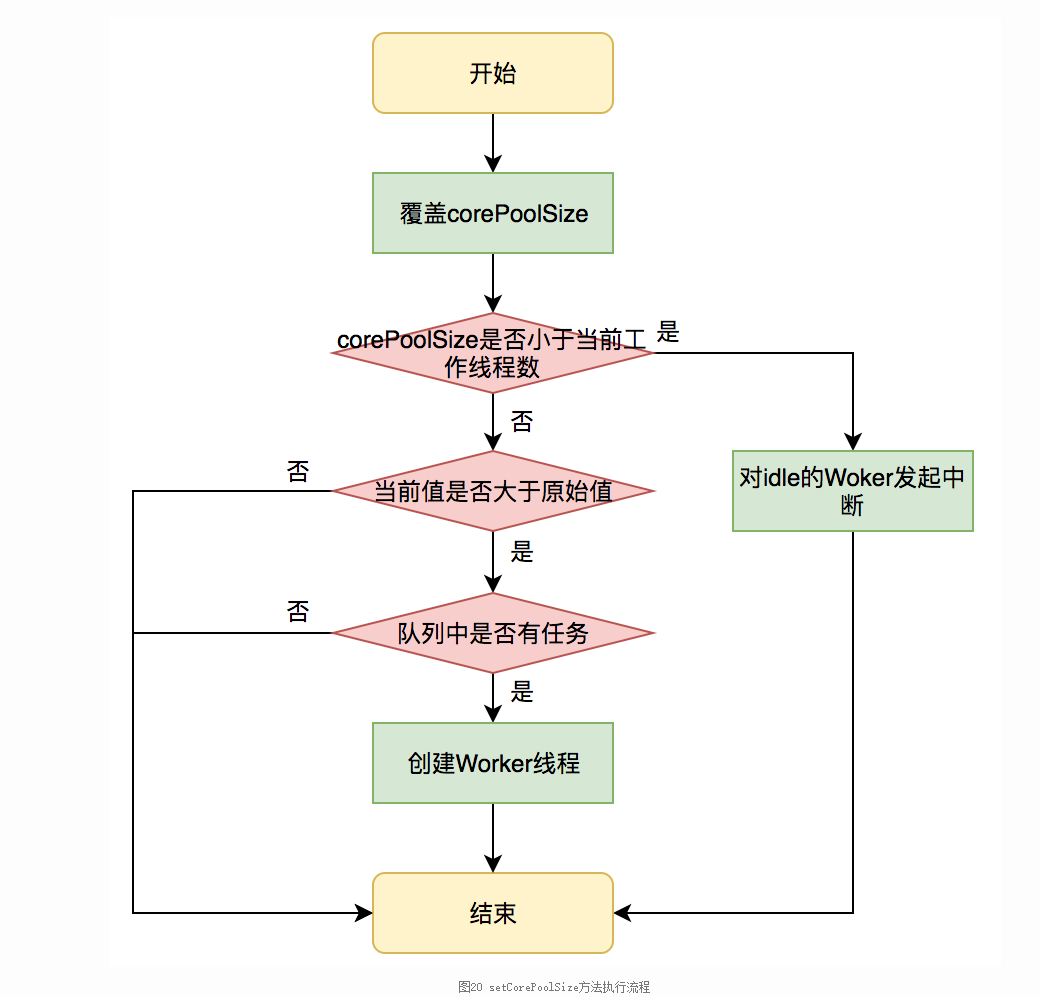 开始
覆盖corePoolSize
corePoolSize是否小于当前工
作线程数
是
否
当前值是否大于原始值
否
对idle的Woker发起中
断
是
队列中是否有任务
否
是
创建Worker线程
结束
图20 setCorePoolSize方法执行流程